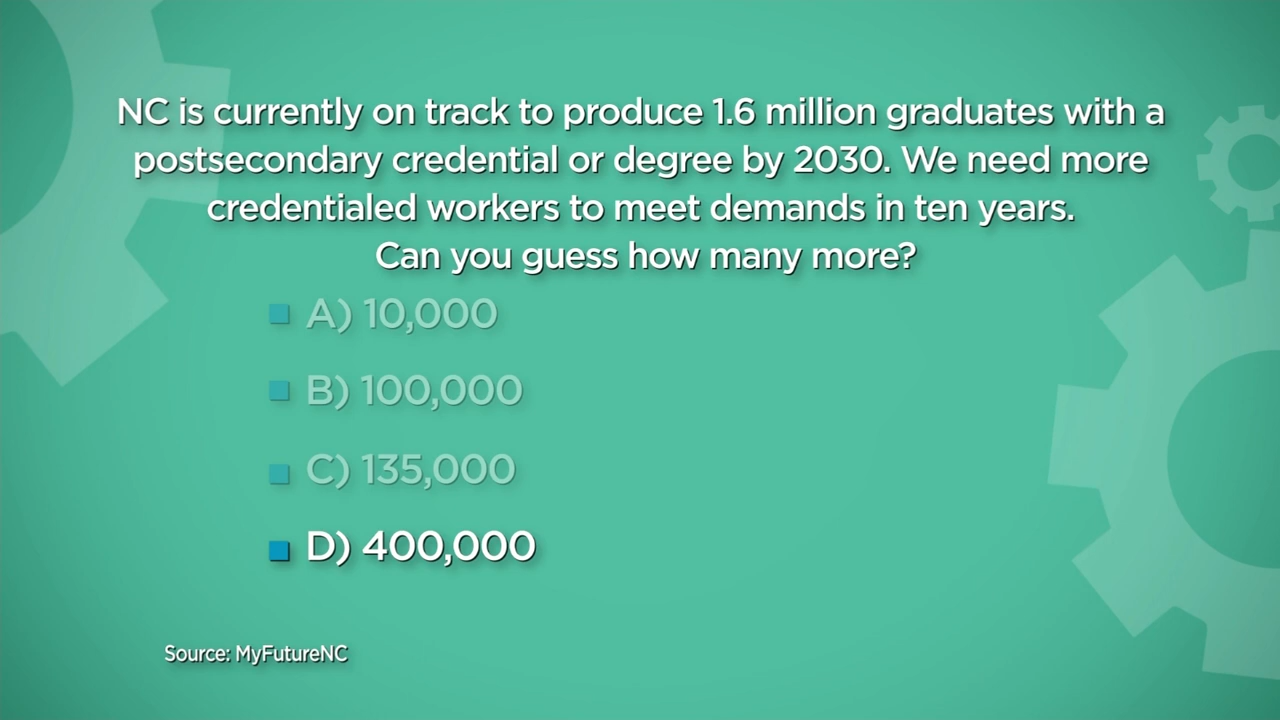 NC is currently on track to produce 1.6 million graduates with a
postsecondary credential or degree by 2030. We need more
credentialed workers to meet demands in ten years.
Can you guess how many more?
A) 10,000
B) 100,000
C) 135,000
D) 400,000
Source: MyFutureNC